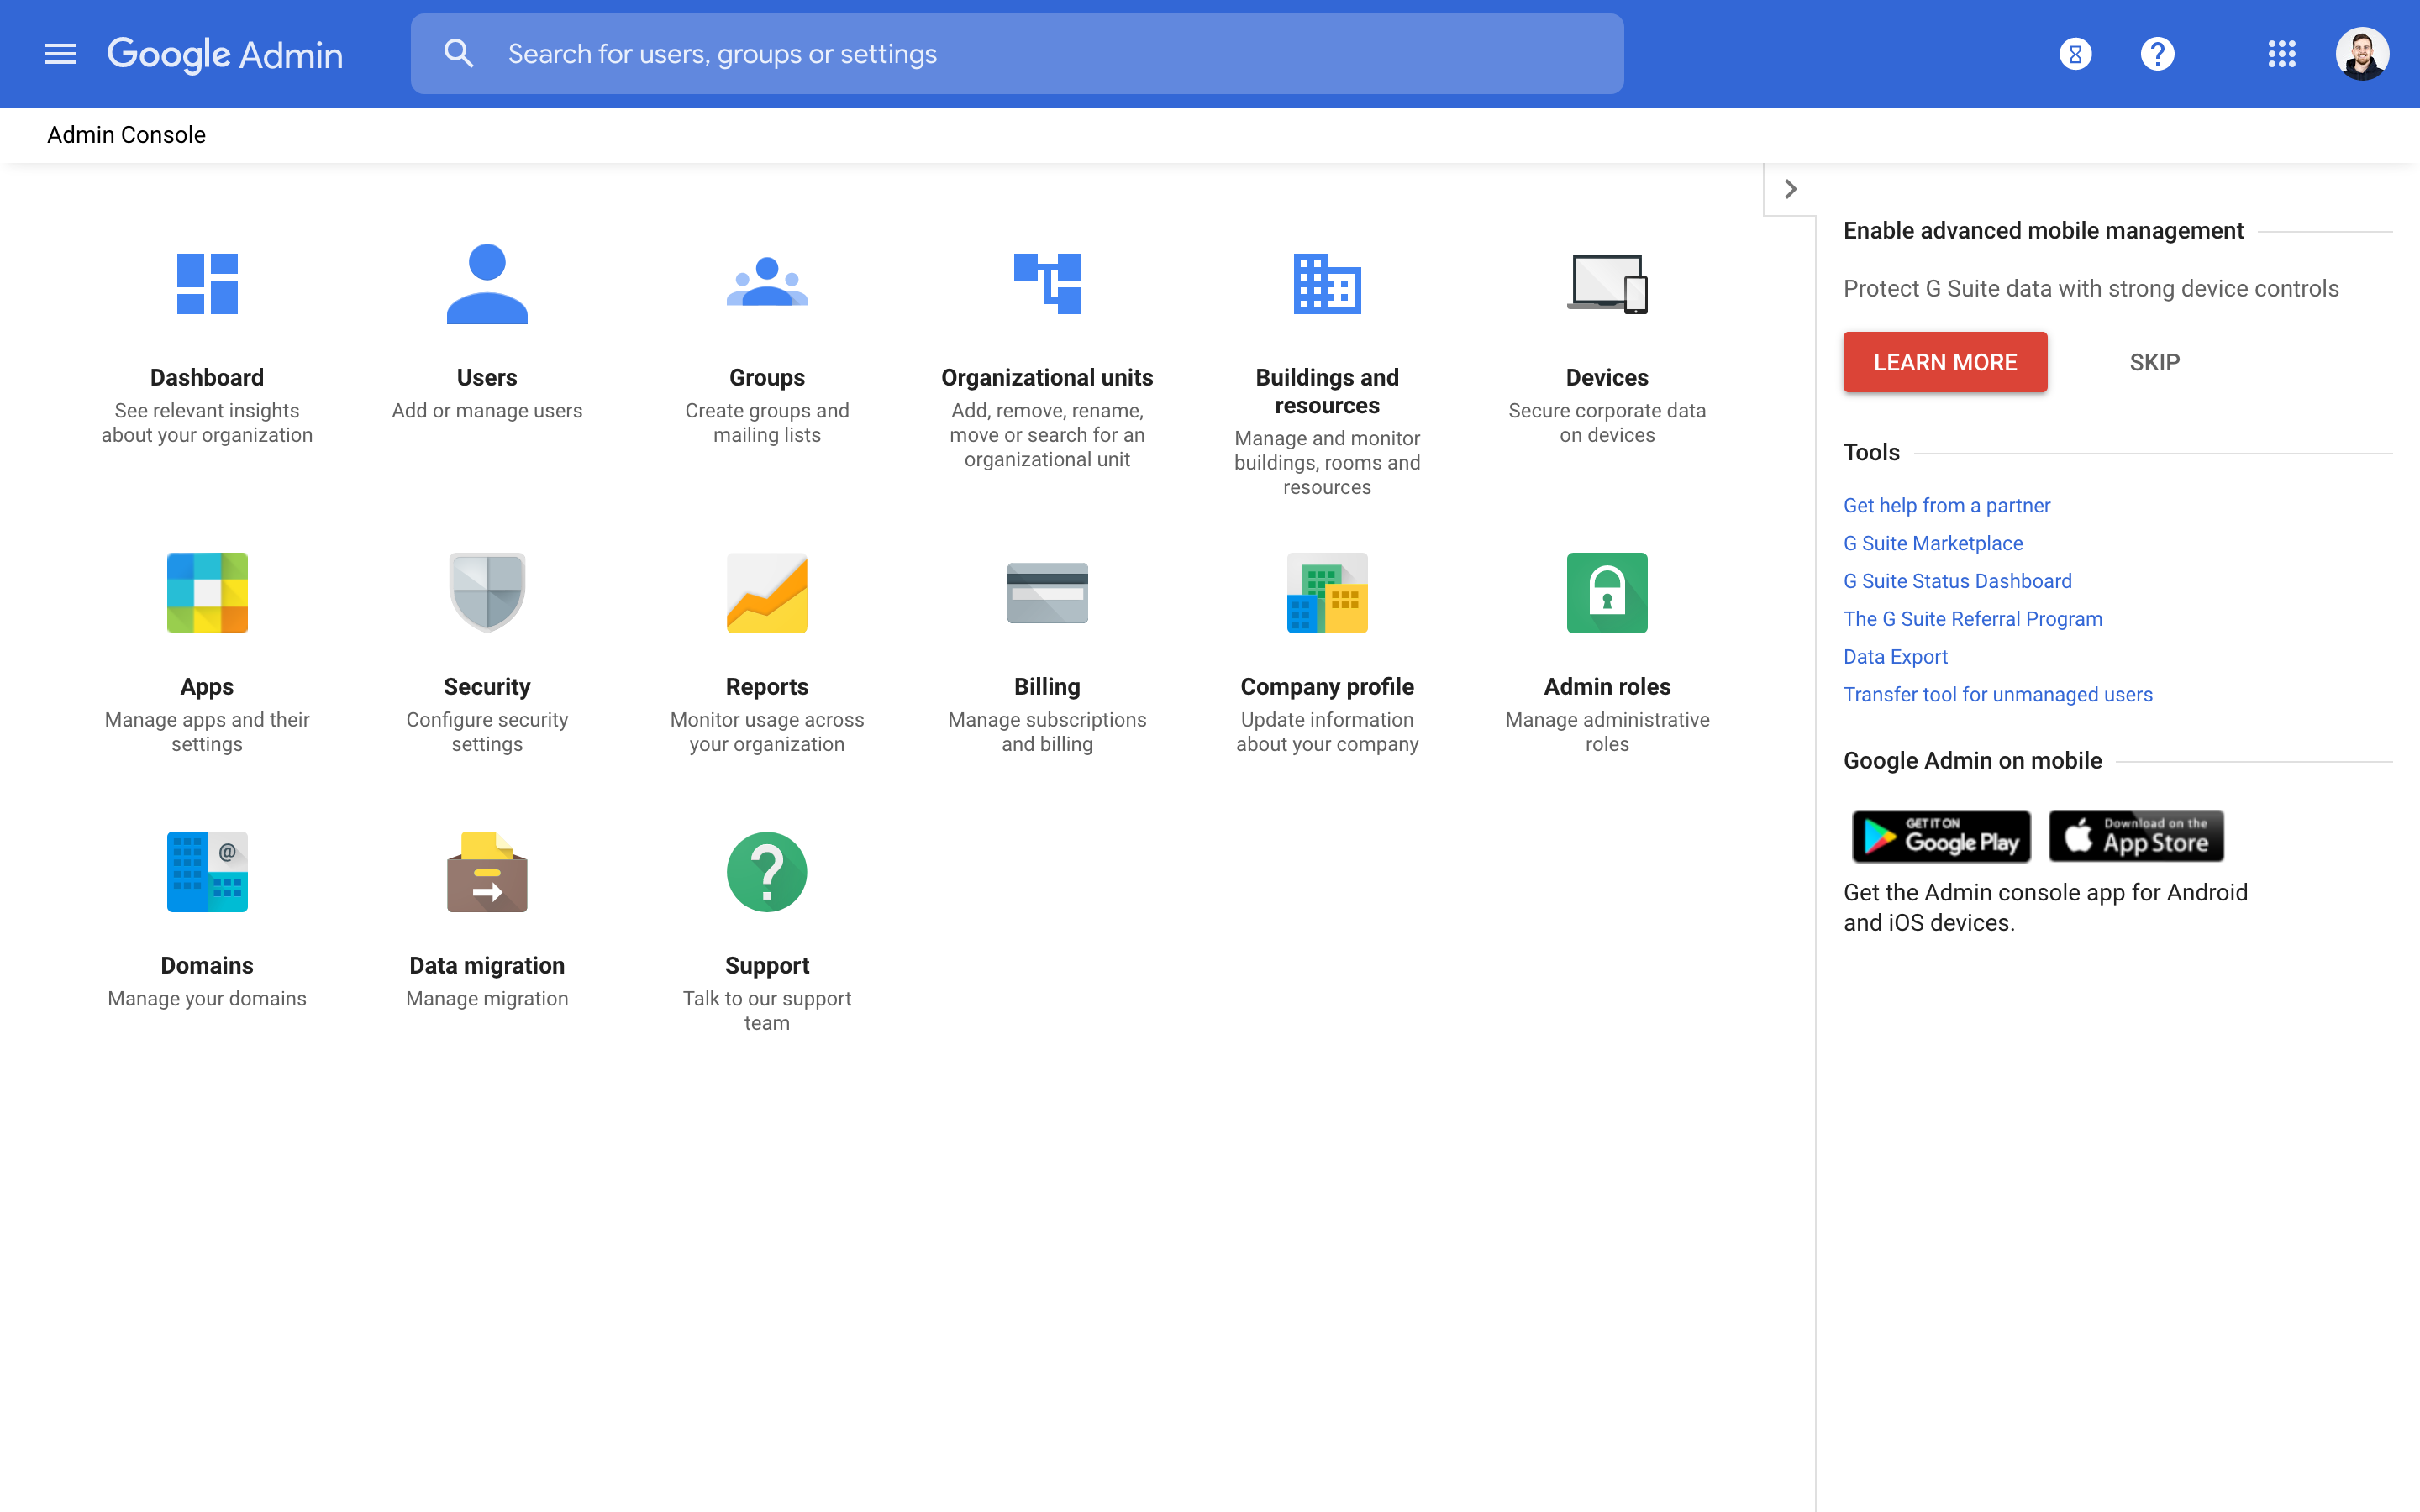 Google Admin
Search for users, groups or settings
Admin Console
Dashboard
See relevant insights
about your organization
Users
Add or manage users
Groups
Create groups and
mailing lists
Organizational units
Add, remove, rename,
move or search for an
organizational unit
Buildings and
resources
Manage and monitor
buildings, rooms and
resources
Devices
Secure corporate data
on devices
Apps
Manage apps and their
settings
Security
Configure security
settings
Reports
Monitor usage across
your organization
Billing
Manage subscriptions
and billing
Company profile
Update information
about your company
Admin roles
Manage administrative
roles
@
Domains
Manage your domains
Data migration
Manage migration
Support
Talk to our support
team
Enable advanced mobile management
Protect G Suite data with strong device controls
LEARN MORE
SKIP
Tools
Get help from a partner
G Suite Marketplace
G Suite Status Dashboard
The G Suite Referral Program
Data Export
Transfer tool for unmanaged users
Google Admin on mobile
GET IT ON
Google Play
Download on the
App Store
Get the Admin console app for Android
and iOS devices.